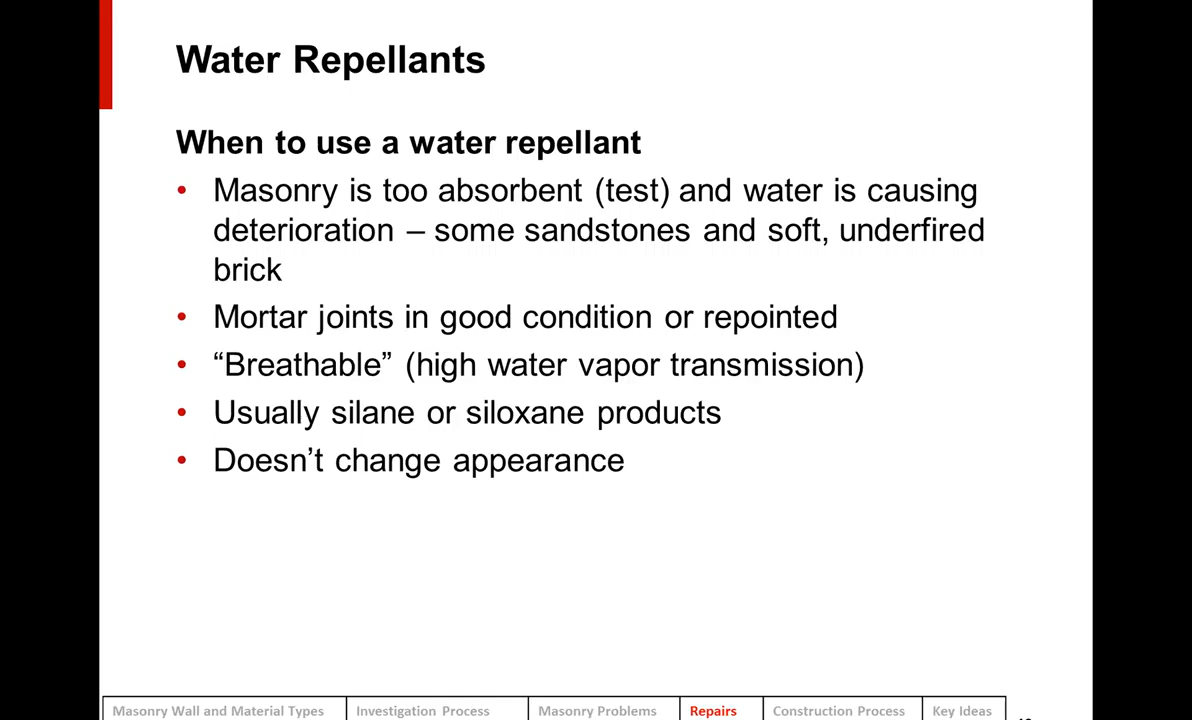 Water Repellants
When to use a water repellant
• Masonry is too absorbent (test) and water is causing
deterioration – some sandstones and soft, underfired
brick
• Mortar joints in good condition or repointed
• “Breathable” (high water vapor transmission)
• Usually silane or siloxane products
• Doesn’t change appearance
Masonry Wall and Material Types Investigation Process Masonry Problems Repairs Construction Process Key Ideas